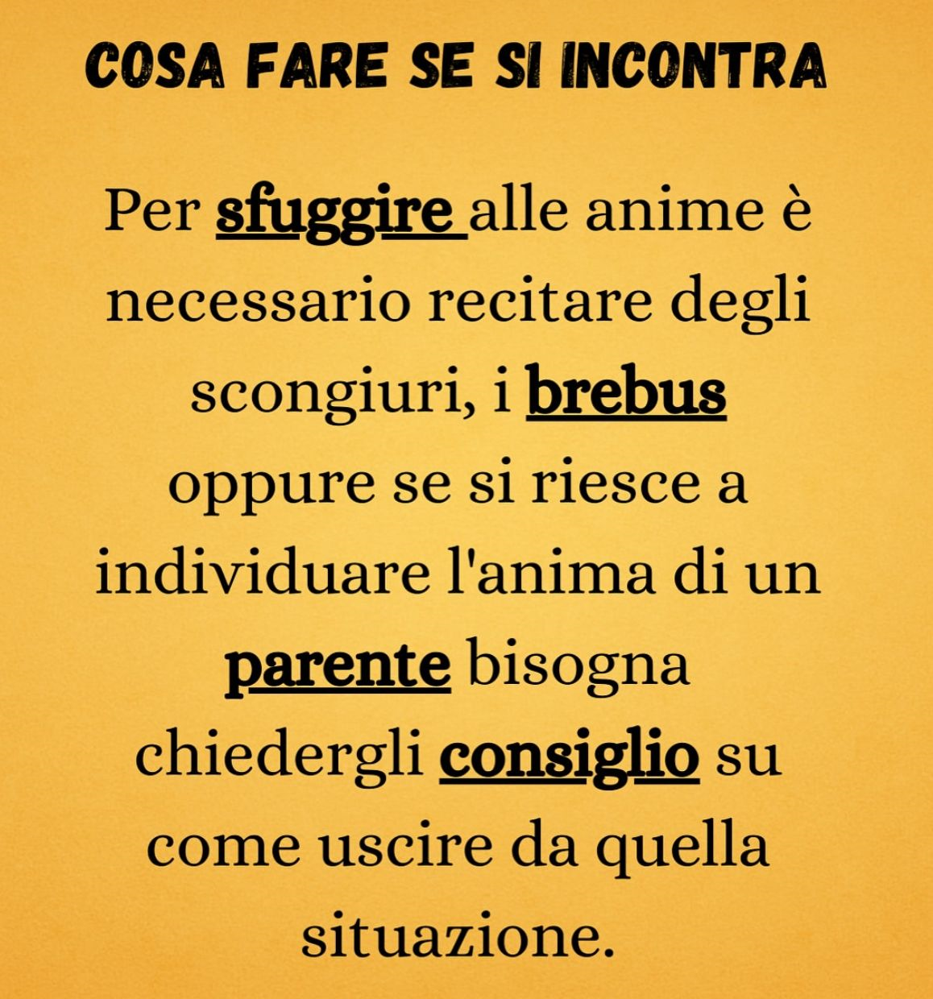 COSA FARE SE SI INCONTRA
Per sfuggire alle anime è
necessario recitare degli
scongiuri, i brebus
oppure se si riesce a
individuare l'anima di un
parente bisogna
chiedergli consiglio su
come uscire da quella
situazione.